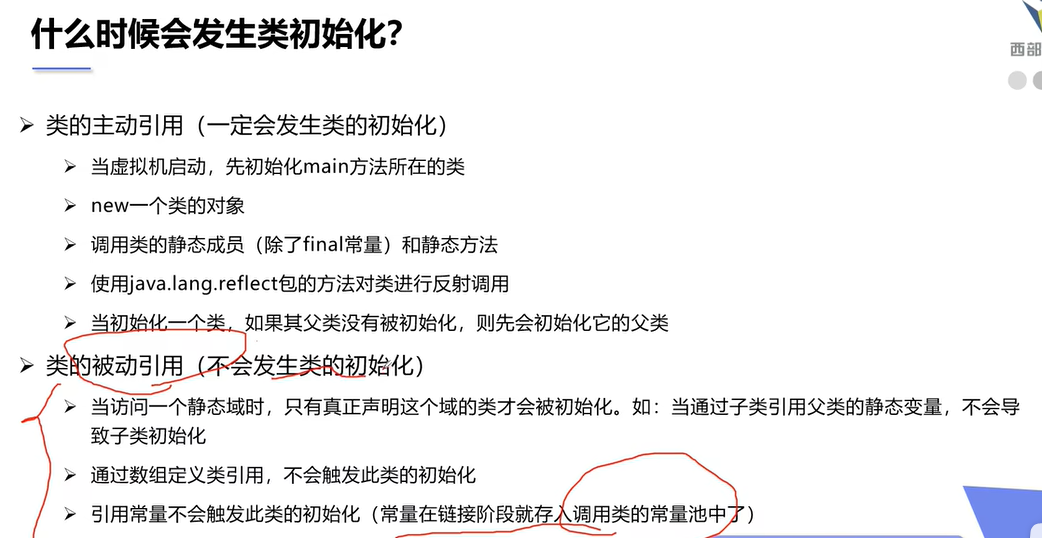 什么时候会发生类初始化?
西部
➢ 类的主动引用（一定会发生类的初始化）
➢ 当虚拟机启动，先初始化main方法所在的类
➢ new一个类的对象
➢ 调用类的静态成员（除了final常量）和静态方法
➢ 使用java.lang.reflect包的方法对类进行反射调用
➢ 当初始化一个类，如果其父类没有被初始化，则先会初始化它的父类
➢ 类的被动引用（不会发生类的初始化）
➢ 当访问一个静态域时，只有真正声明这个域的类才会被初始化。如：当通过子类引用父类的静态变量，不会导
致子类初始化
➢ 通过数组定义类引用，不会触发此类的初始化
➢ 引用常量不会触发此类的初始化（常量在链接阶段就存入调用类的常量池中了）